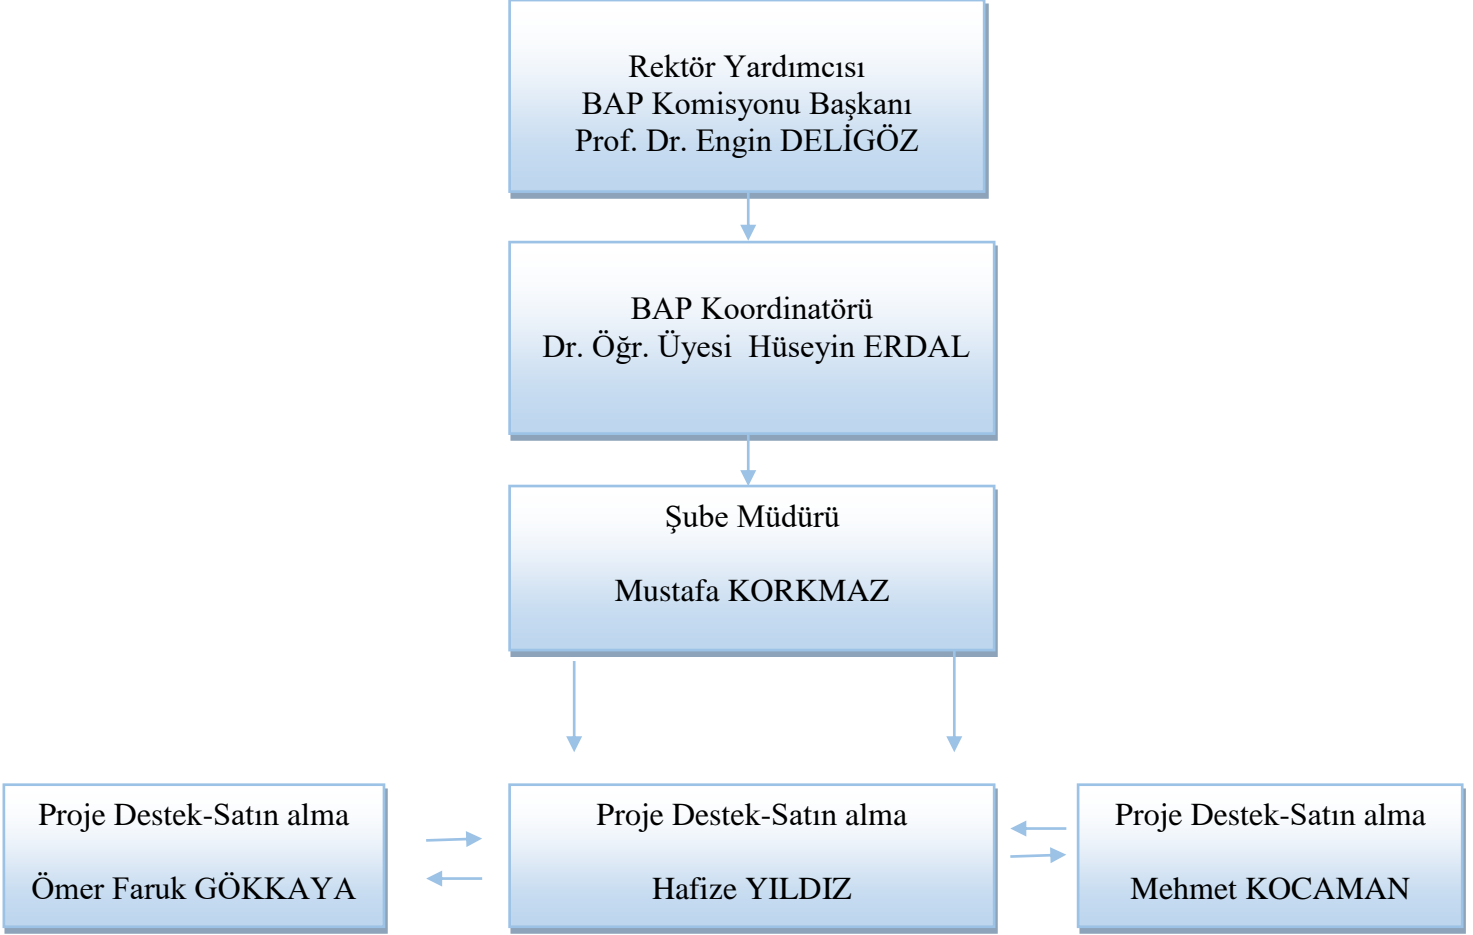 Rektör Yardımcısı
BAP Komisyonu Başkanı
Prof. Dr. Engin DELİGÖZ
BAP Koordinatörü
Dr. Öğr. Üyesi  Hüseyin ERDAL
Şube Müdürü
Mustafa KORKMAZ
Proje Destek-Satın alma
Ömer Faruk GÖKKAYA
Proje Destek-Satın alma
Hafize YILDIZ
Proje Destek-Satın alma
Mehmet KOCAMAN